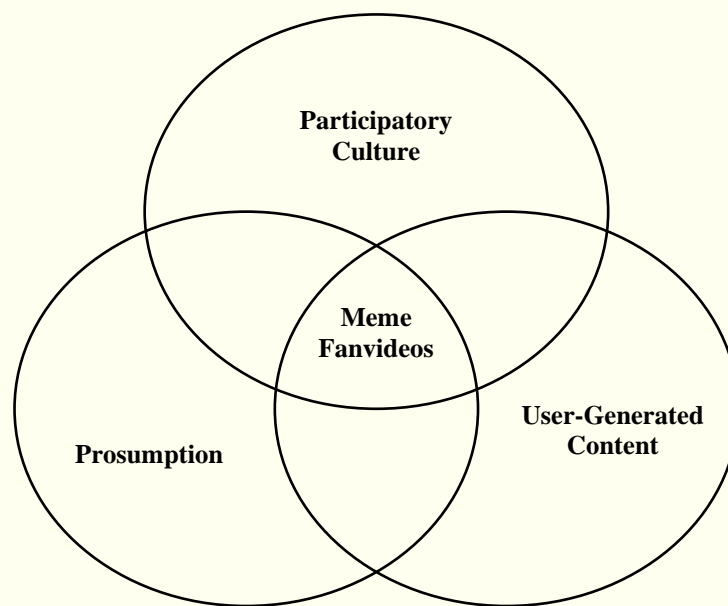 Participatory
Culture
Meme
Fanvideos
User-Generated
Content
Prosumption